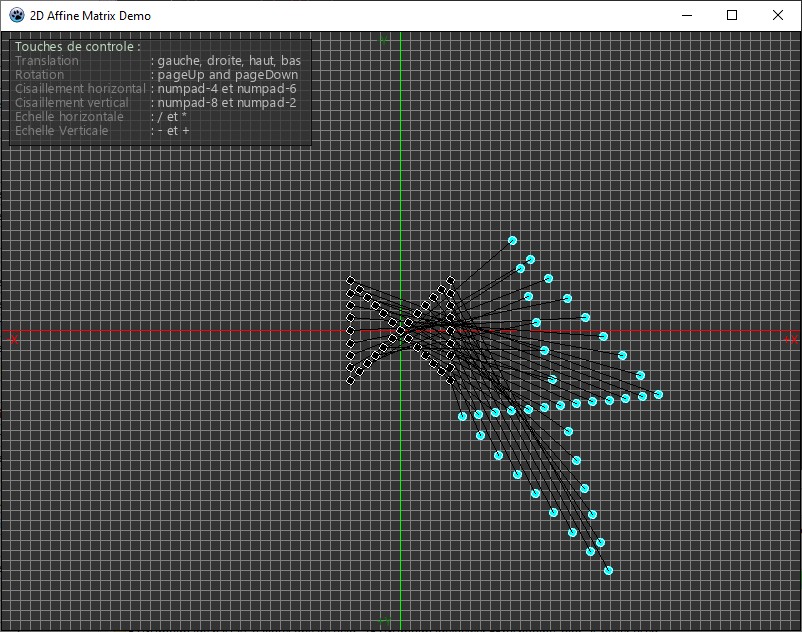 2D Affine Matrix Demo
Touches de controle :
Translation : gauche, droite, haut, bas
Rotation : pageUp and pageDown
Cisaillement horizontal : numpad-4 et numpad-6
Cisaillement vertical : numpad-8 et numpad-2
Echelle horizontale : / et *
Echelle Verticale : - et +